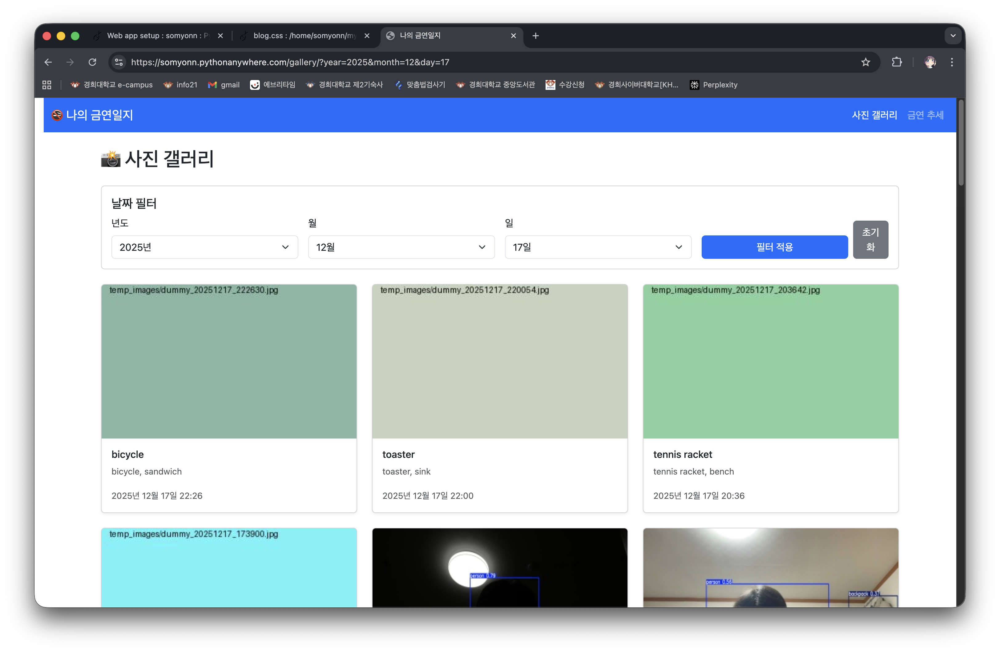 Web app setup : somyonn : P
blog.css : /home/somyonn/my
나의 금연일지
https://somyonn.pythonanywhere.com/gallery/?year=2025&month=12&day=17
경희대학교 e-campus
info21
gmail
에브리타임
경희대학교 제2기숙사
맞춤법검사기
경희대학교 중앙도서관
수강신청
경희사이버대학교[KH...
Perplexity
나의 금연일지
사진 갤러리
금연 추세
사진 갤러리
날짜 필터
년도
월
일
2025년
12월
17일
필터 적용
초기
화
temp_images/dummy_20251217_222630.jpg
temp_images/dummy_20251217_220054.jpg
temp_images/dummy_20251217_203642.jpg
bicycle
bicycle, sandwich
2025년 12월 17일 22:26
toaster
toaster, sink
2025년 12월 17일 22:00
tennis racket
tennis racket, bench
2025년 12월 17일 20:36
temp_images/dummy_20251217_173900.jpg
person 0.79
person 0.56
backpack 0.37